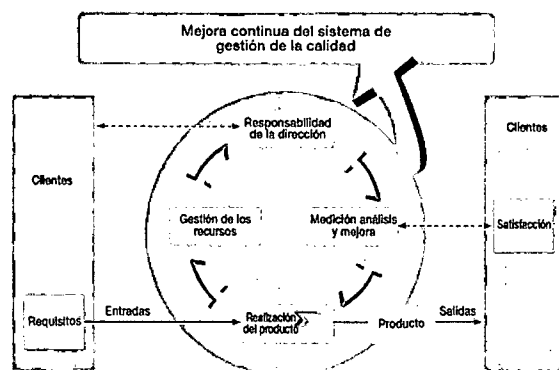 Mejora continua del sistema de
gestión de la calidad
Responsabilidad
de la dirección
Clientes
Clientes
Gestión de los
recursos
Medición análisis
y mejora
Satisfacción
Requisitos
Entradas
Realización
del producto
Producto
Salidas